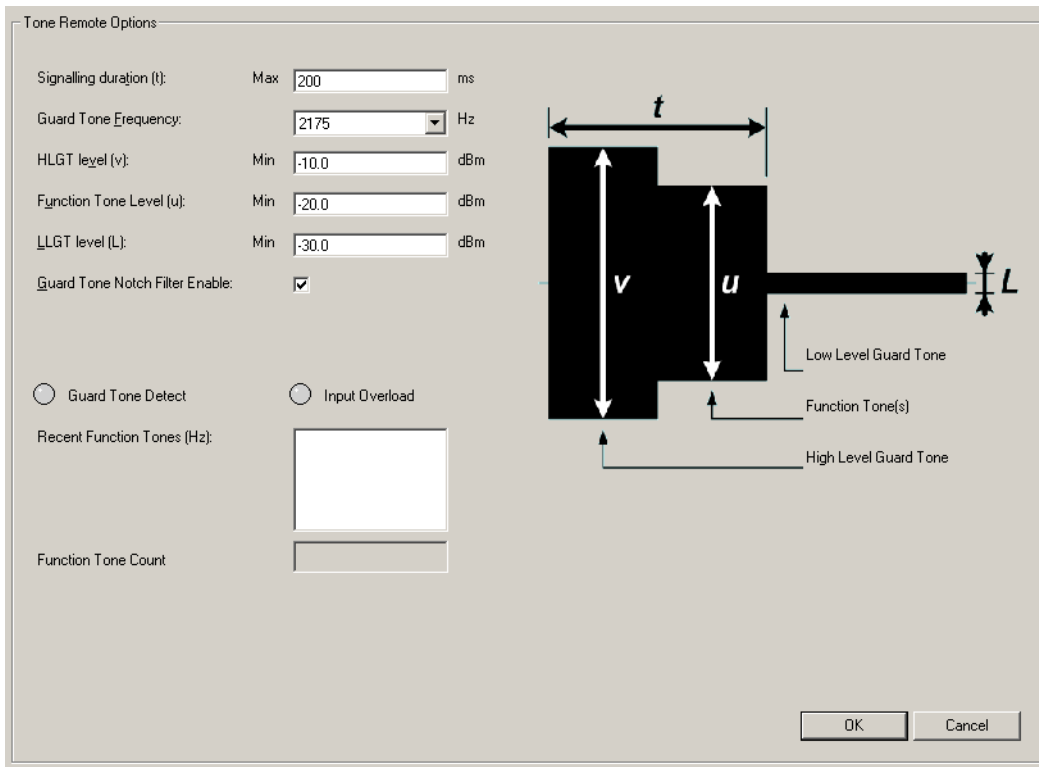 Tone Remote Options
Signalling duration (t): Max 200 ms
Guard Tone Frequency: 2175 Hz
HLGT level (v): Min -10.0 dBm
Function Tone Level (u): Min -20.0 dBm
LLGT level (L): Min -30.0 dBm
Guard Tone Notch Filter Enable:
Guard Tone Detect Input Overload
Recent Function Tones (Hz):
Function Tone Count
t
v u L
Low Level Guard Tone
Function Tone(s)
High Level Guard Tone
OK Cancel